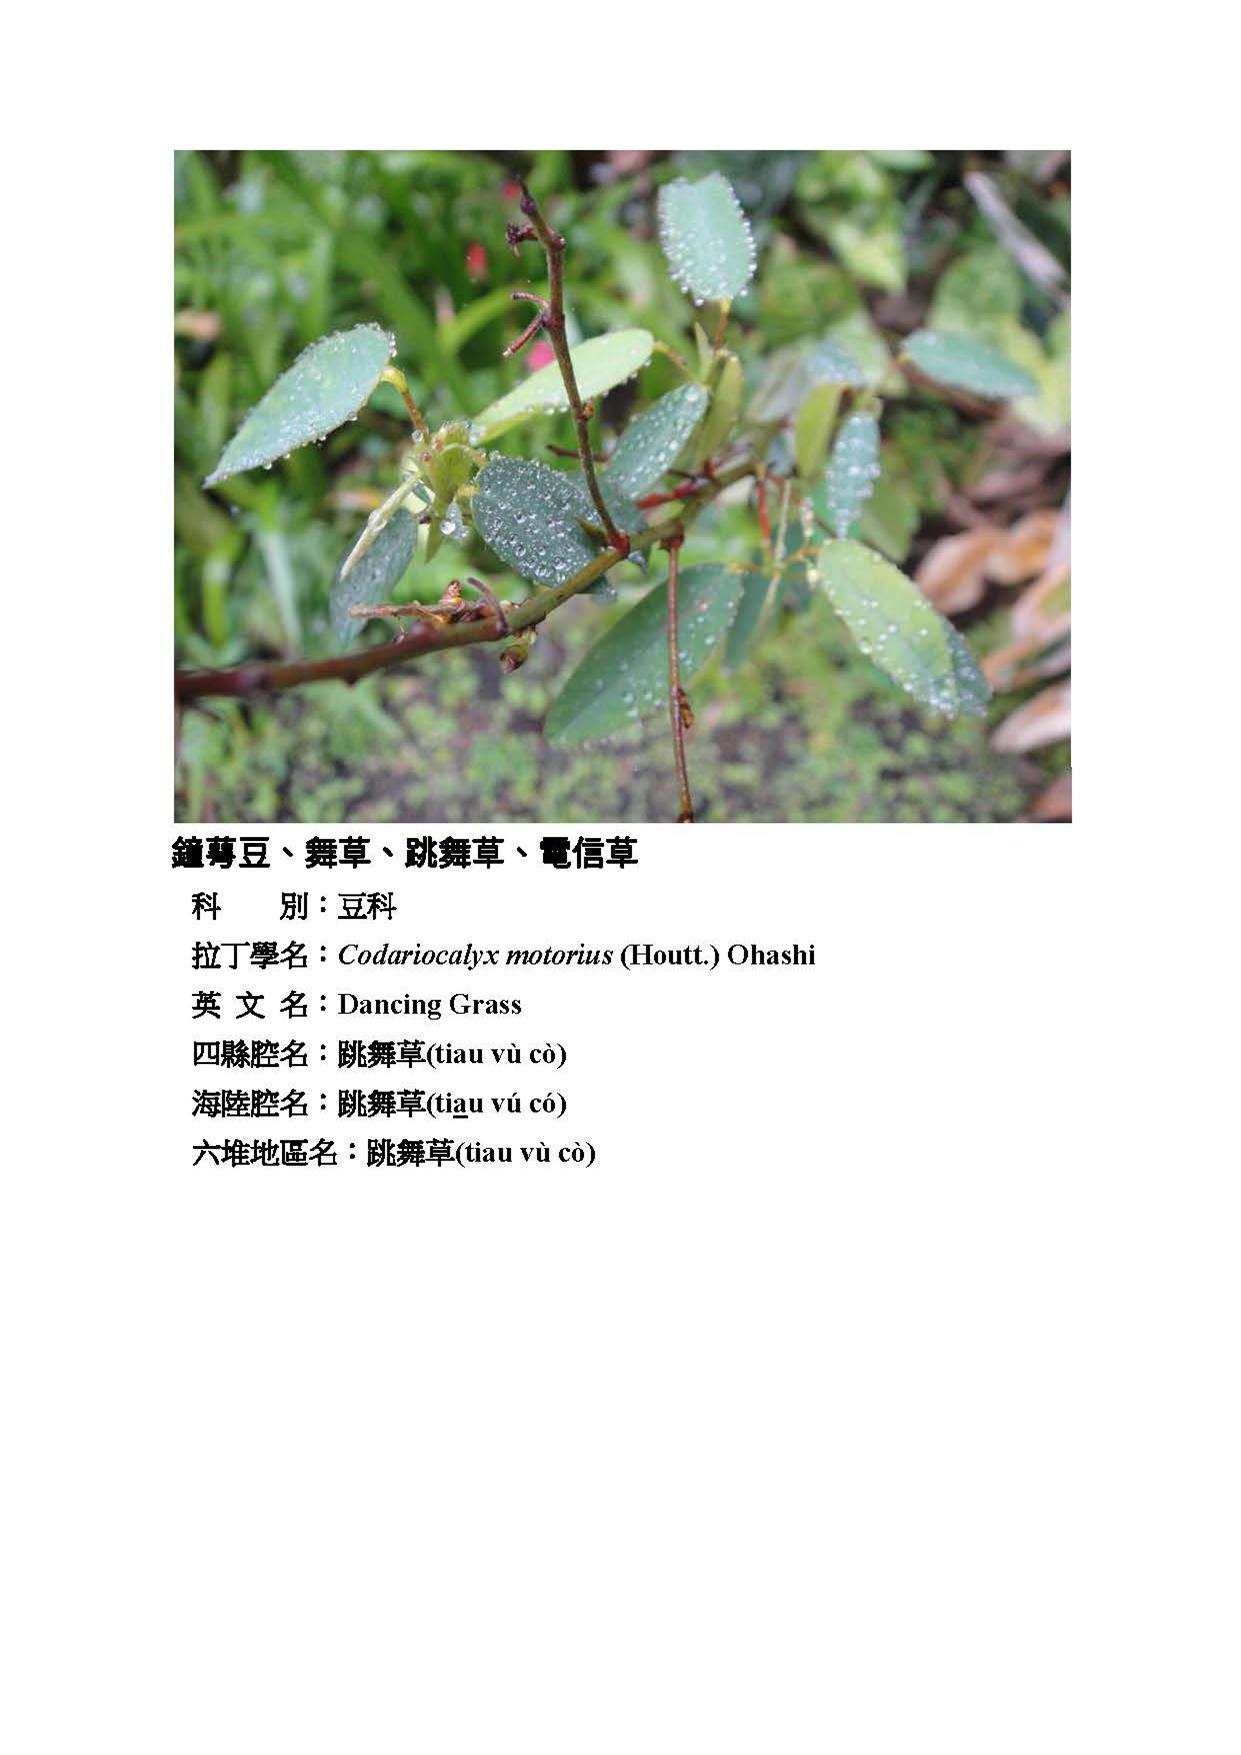 鐘萼豆、舞草、跳舞草、電信草
科　　別：豆科
拉丁學名：Codariocalyx motorius (Houtt.) Ohashi
英 文 名：Dancing Grass
四縣腔名：跳舞草(tiau vù cò)
海陸腔名：跳舞草(tiau vú có)
六堆地區名：跳舞草(tiau vù cò)